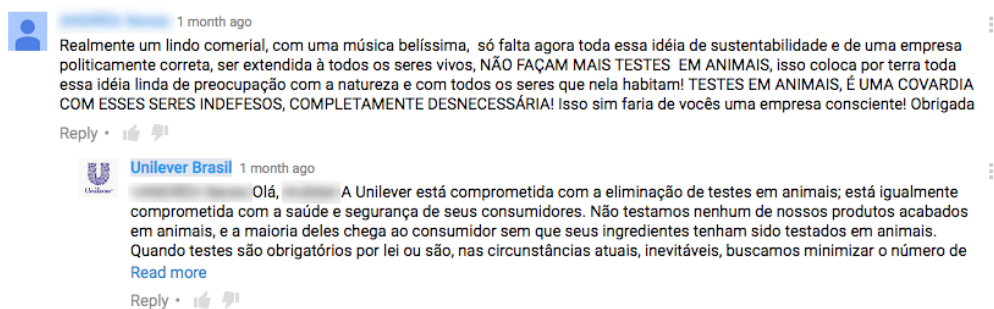 1 month ago
Realmente um lindo comerial, com uma música belíssima, só falta agora toda essa idéia de sustentabilidade e de uma empresa
politicamente correta, ser extendida à todos os seres vivos, NÃO FAÇAM MAIS TESTES EM ANIMAIS, isso coloca por terra toda
essa idéia linda de preocupação com a natureza e com todos os seres que nela habitam! TESTES EM ANIMAIS, É UMA COVARDIA
COM ESSES SERES INDEFESOS, COMPLETAMENTE DESNECESSÁRIA! Isso sim faria de vocês uma empresa consciente! Obrigada
Reply •
Unilever
Unilever Brasil 1 month ago
Olá, A Unilever está comprometida com a eliminação de testes em animais; está igualmente
comprometida com a saúde e segurança de seus consumidores. Não testamos nenhum de nossos produtos acabados
em animais, e a maioria deles chega ao consumidor sem que seus ingredientes tenham sido testados em animais.
Quando testes são obrigatórios por lei ou são, nas circunstâncias atuais, inevitáveis, buscamos minimizar o número de
Read more
Reply •